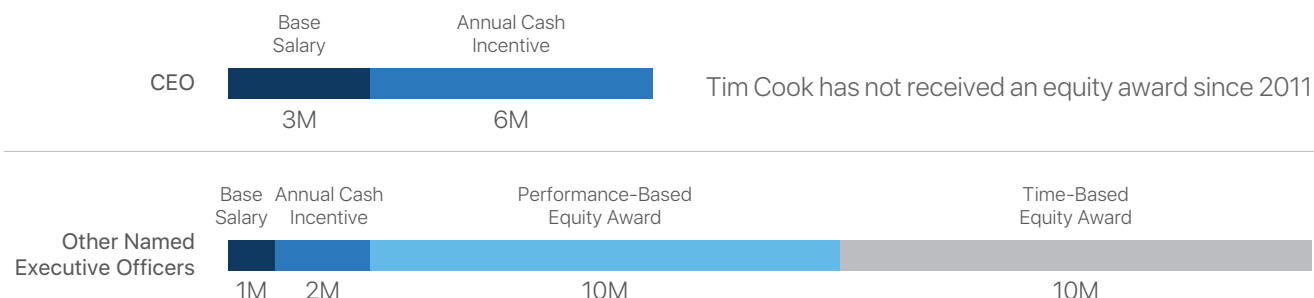 Base
Salary
Annual Cash
Incentive
CEO
Tim Cook has not received an equity award since 2011
3M
6M
Base
Salary
Annual Cash
Incentive
Performance-Based
Equity Award
Time-Based
Equity Award
Other Named
Executive Officers
1M
2M
10M
10M